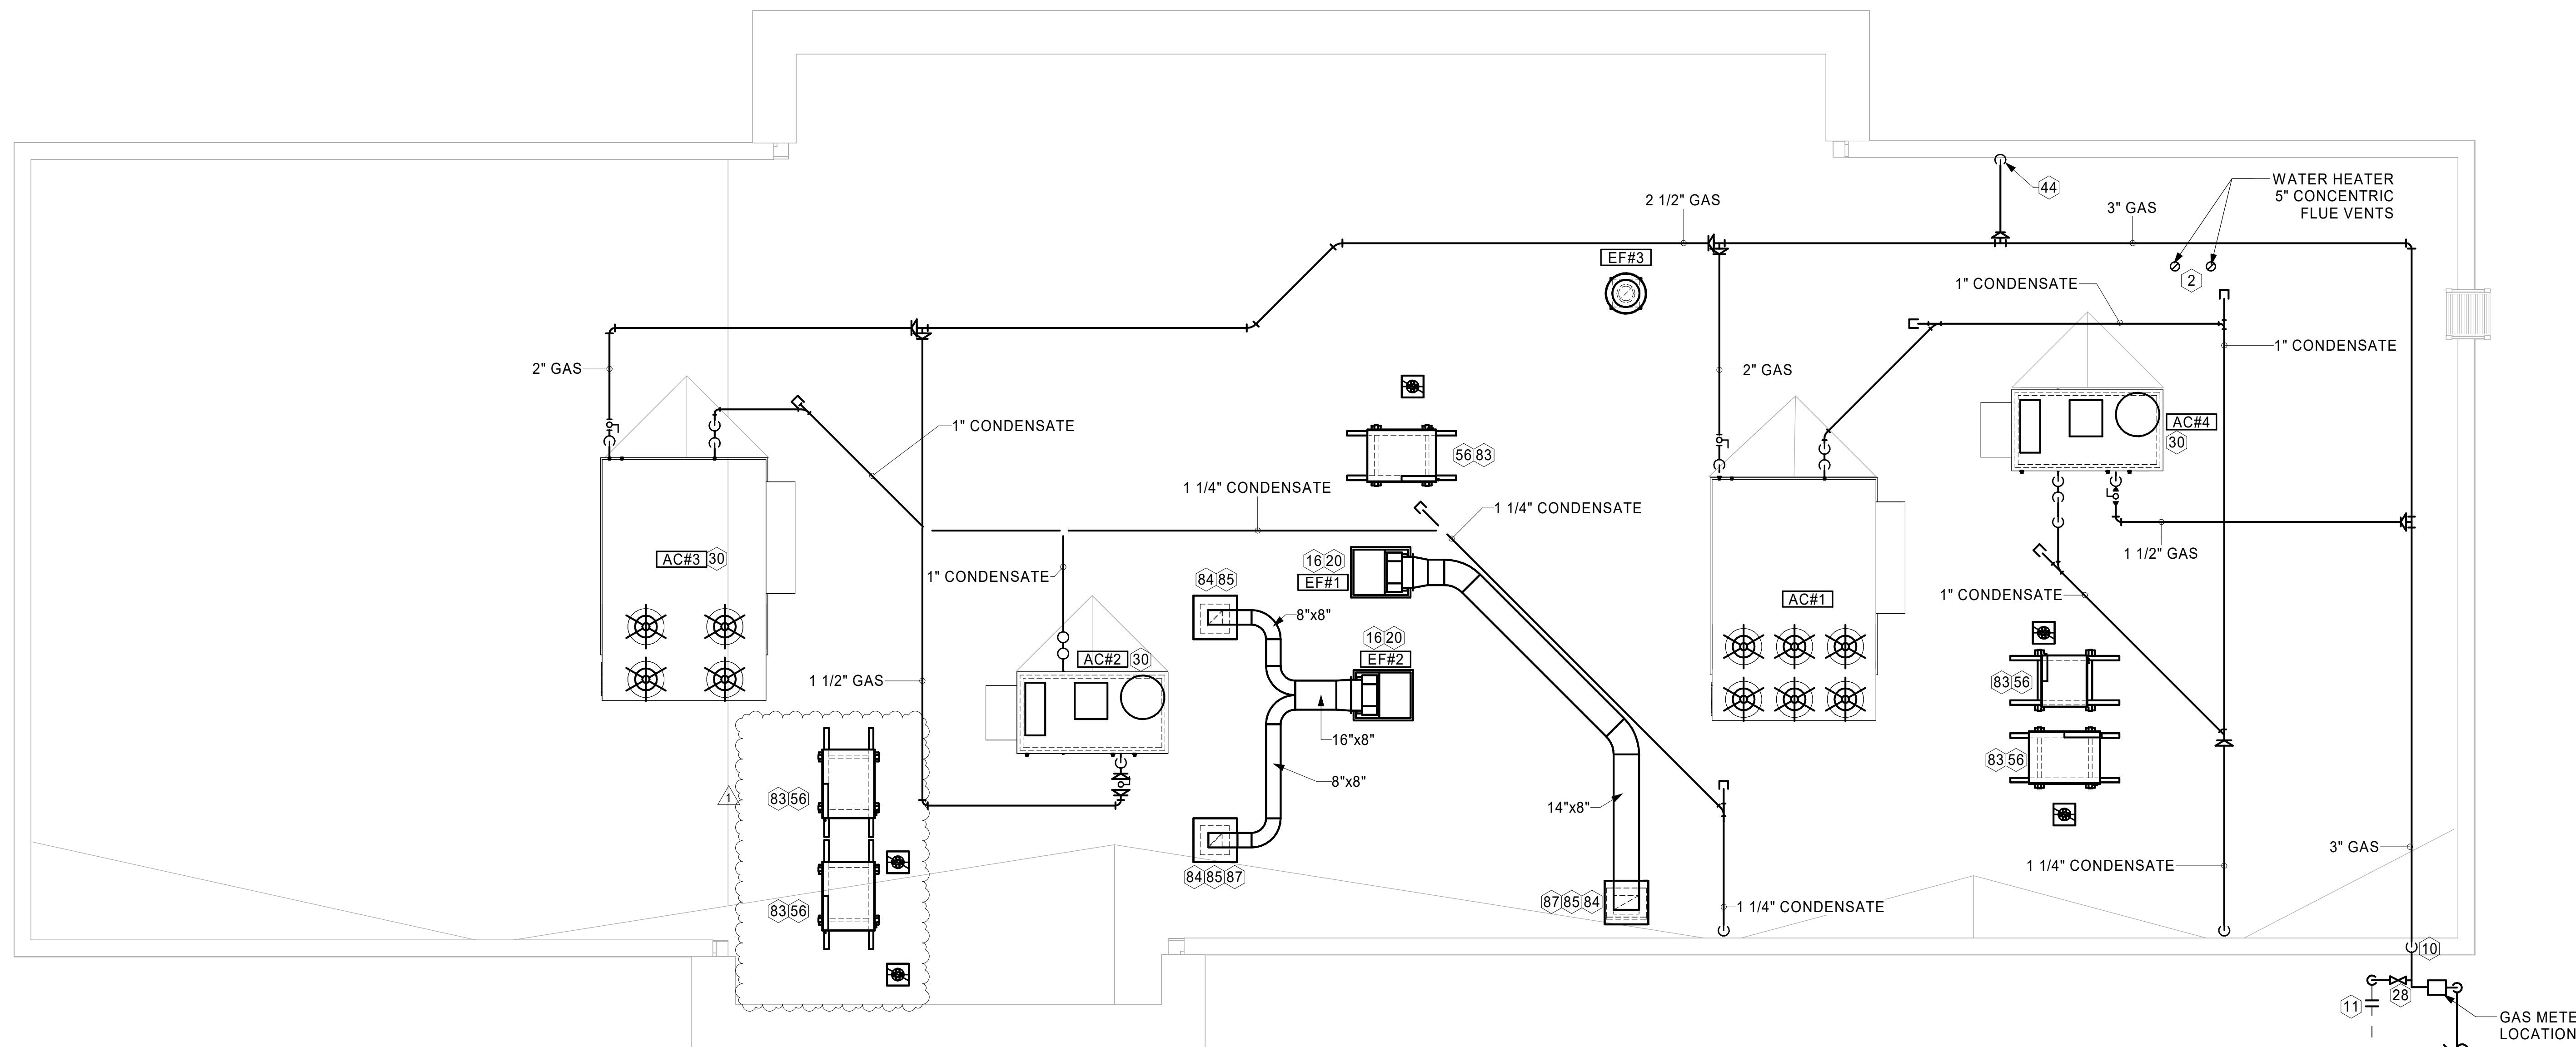 44
WATER HEATER
5" CONCENTRIC
FLUE VENTS
2 1/2" GAS
3" GAS
EF#3
2
1" CONDENSATE
1" CONDENSATE
2" GAS
2" GAS
AC#4
30
1" CONDENSATE
56 83
1 1/4" CONDENSATE
1 1/4" CONDENSATE
1 1/2" GAS
AC#3 30
16 20
EF#1
1" CONDENSATE
84 85
1" CONDENSATE
AC#1
8"x8"
16 20
EF#2
AC#2 30
1 1/2" GAS
83 56
16"x8"
83 56
8"x8"
1
83 56
14"x8"
3" GAS
1 1/4" CONDENSATE
84 85 87
87 85 84
1 1/4" CONDENSATE
83 56
10
28
11
GAS METE
LOCATION